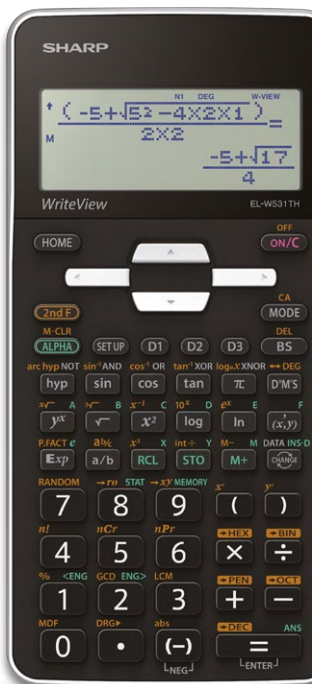 SHARP
N1 DEG W-VIEW
(-5+√5²-4×2×1)
=
M 2×2
-5+√17
4
WriteView EL-W531TH
OFF
HOME ON/C
CA
2nd F MODE
M-CLR DEL
ALPHA SET UP D1 D2 D3 BS
arc hyp NOT sin⁻¹ AND cos⁻¹ OR tan⁻¹ XOR logₐx XNOR ↔DEG
hyp sin cos tan π D°M'S
ˣ√ A ³√ B x⁻¹ C 10ˣ D eˣ E F
yˣ √ x² log ln (x,y)
P.FACT e a b/c x³ X int÷ Y M- M DATA INS-D
Exp a/b RCL STO M+ CHANGE
RANDOM →rθ STAT →xy MEMORY x' y'
7 8 9 ( )
n! nCr nPr →HEX →BIN
4 5 6 × ÷
% <ENG GCD ENG> LCM →PEN →OCT
1 2 3 + −
MDF DRG▸ abs →DEC ANS
0 • (−) =
NEG ENTER